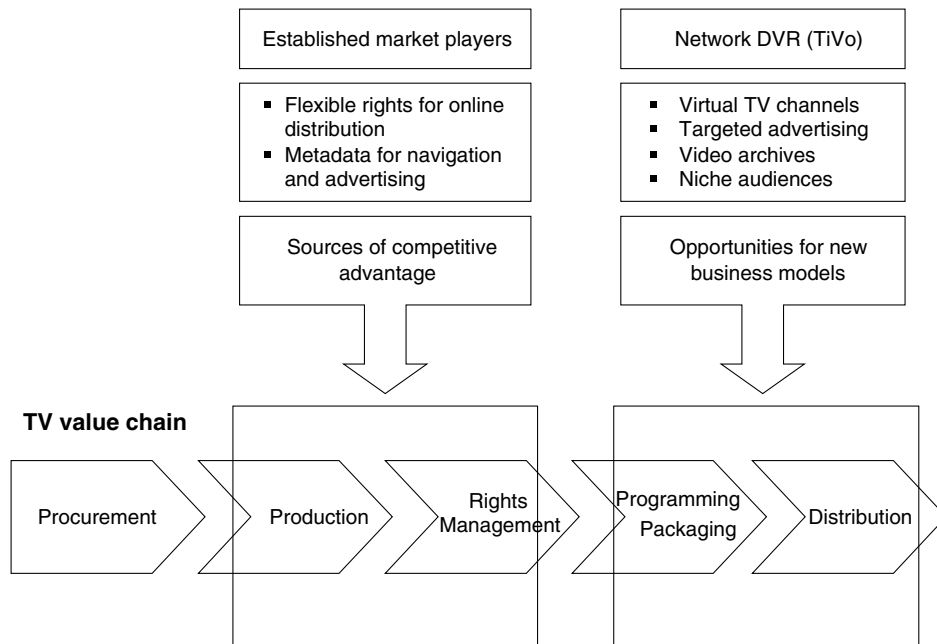 Established market players
▪ Flexible rights for online
distribution
▪ Metadata for navigation
and advertising
Sources of competitive
advantage
Network DVR (TiVo)
▪ Virtual TV channels
▪ Targeted advertising
▪ Video archives
▪ Niche audiences
Opportunities for new
business models
TV value chain
Procurement
Production
Rights
Management
Programming
Packaging
Distribution